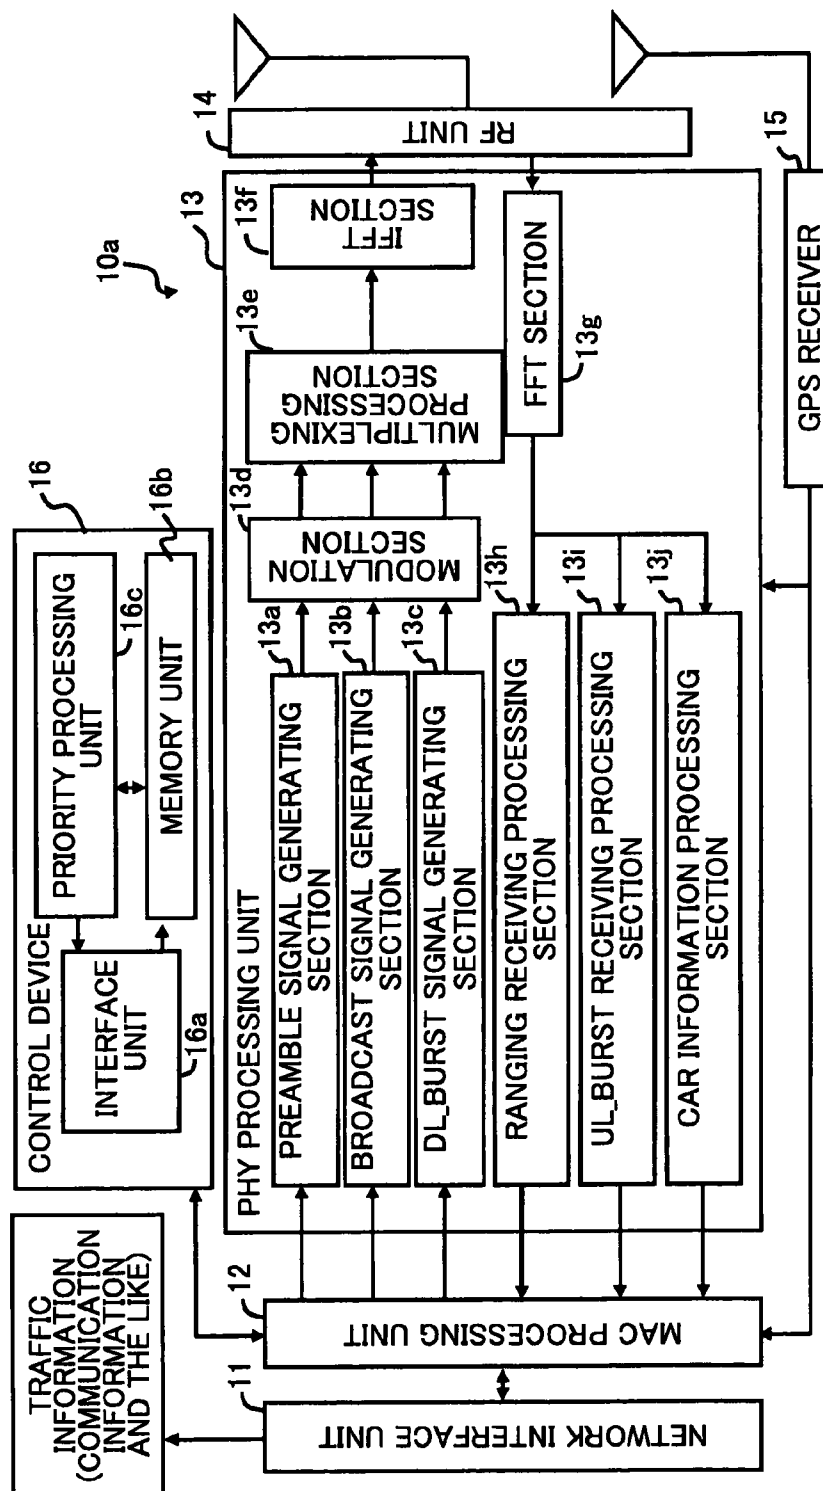 10a
TRAFFIC
INFORMATION
(COMMUNICATION
INFORMATION
AND THE LIKE)
CONTROL DEVICE
16
INTERFACE
UNIT
16a
PRIORITY PROCESSING
UNIT
16c
MEMORY UNIT
16b
11
NETWORK INTERFACE UNIT
12
MAC PROCESSING UNIT
PHY PROCESSING UNIT
13
PREAMBLE SIGNAL GENERATING
SECTION
13a
BROADCAST SIGNAL GENERATING
SECTION
13b
DL_BURST SIGNAL GENERATING
SECTION
13c
MODULATION
SECTION
13d
MULTIPLEXING
PROCESSING
SECTION
13e
IFFT
SECTION
13f
RF UNIT
14
FFT SECTION
13g
RANGING RECEIVING PROCESSING
SECTION
13h
UL_BURST RECEIVING PROCESSING
SECTION
13i
CAR INFORMATION PROCESSING
SECTION
13j
GPS RECEIVER
15